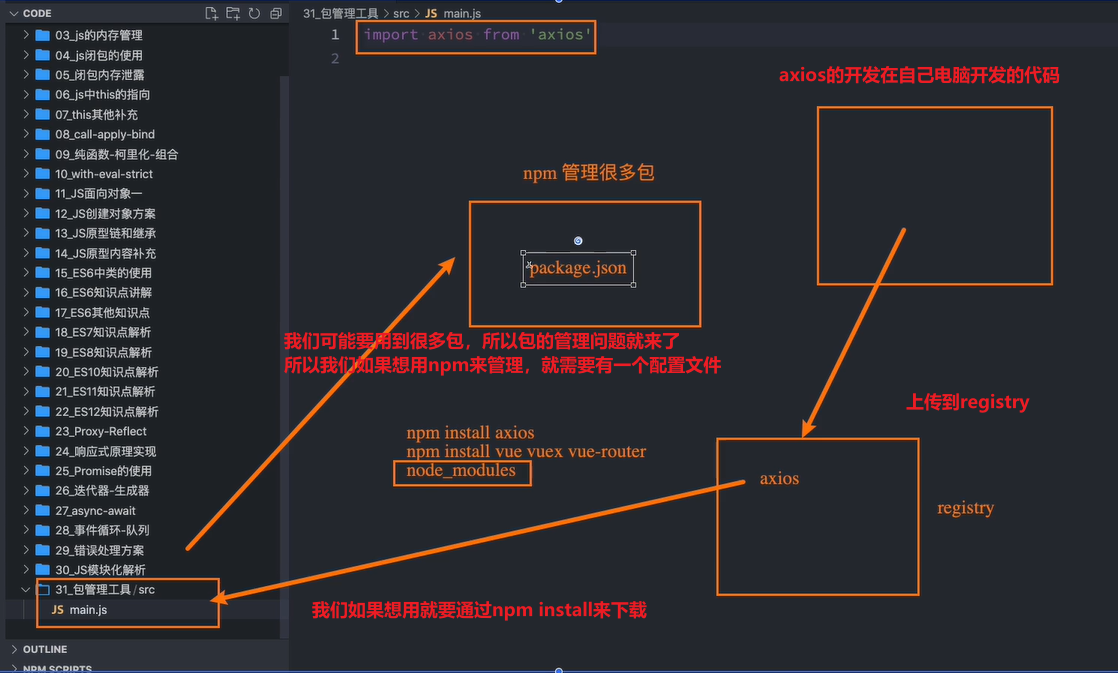 CODE
03_js的内存管理
04_js闭包的使用
05_闭包内存泄露
06_js中this的指向
07_this其他补充
08_call-apply-bind
09_纯函数-柯里化-组合
10_with-eval-strict
11_JS面向对象一
12_JS创建对象方案
13_JS原型链和继承
14_JS原型内容补充
15_ES6中类的使用
16_ES6知识点讲解
17_ES6其他知识点
18_ES7知识点解析
19_ES8知识点解析
20_ES10知识点解析
21_ES11知识点解析
22_ES12知识点解析
23_Proxy-Reflect
24_响应式原理实现
25_Promise的使用
26_迭代器-生成器
27_async-await
28_事件循环-队列
29_错误处理方案
30_JS模块化解析
31_包管理工具 / src
JS main.js
OUTLINE
NPM SCRIPTS
31_包管理工具 > src > JS main.js
1 import axios from 'axios'
2
axios的开发在自己电脑开发的代码
npm 管理很多包
package.json
我们可能要用到很多包，所以包的管理问题就来了
所以我们如果想用npm来管理，就需要有一个配置文件
上传到registry
npm install axios
npm install vue vuex vue-router
node_modules
axios
registry
我们如果想用就要通过npm install来下载